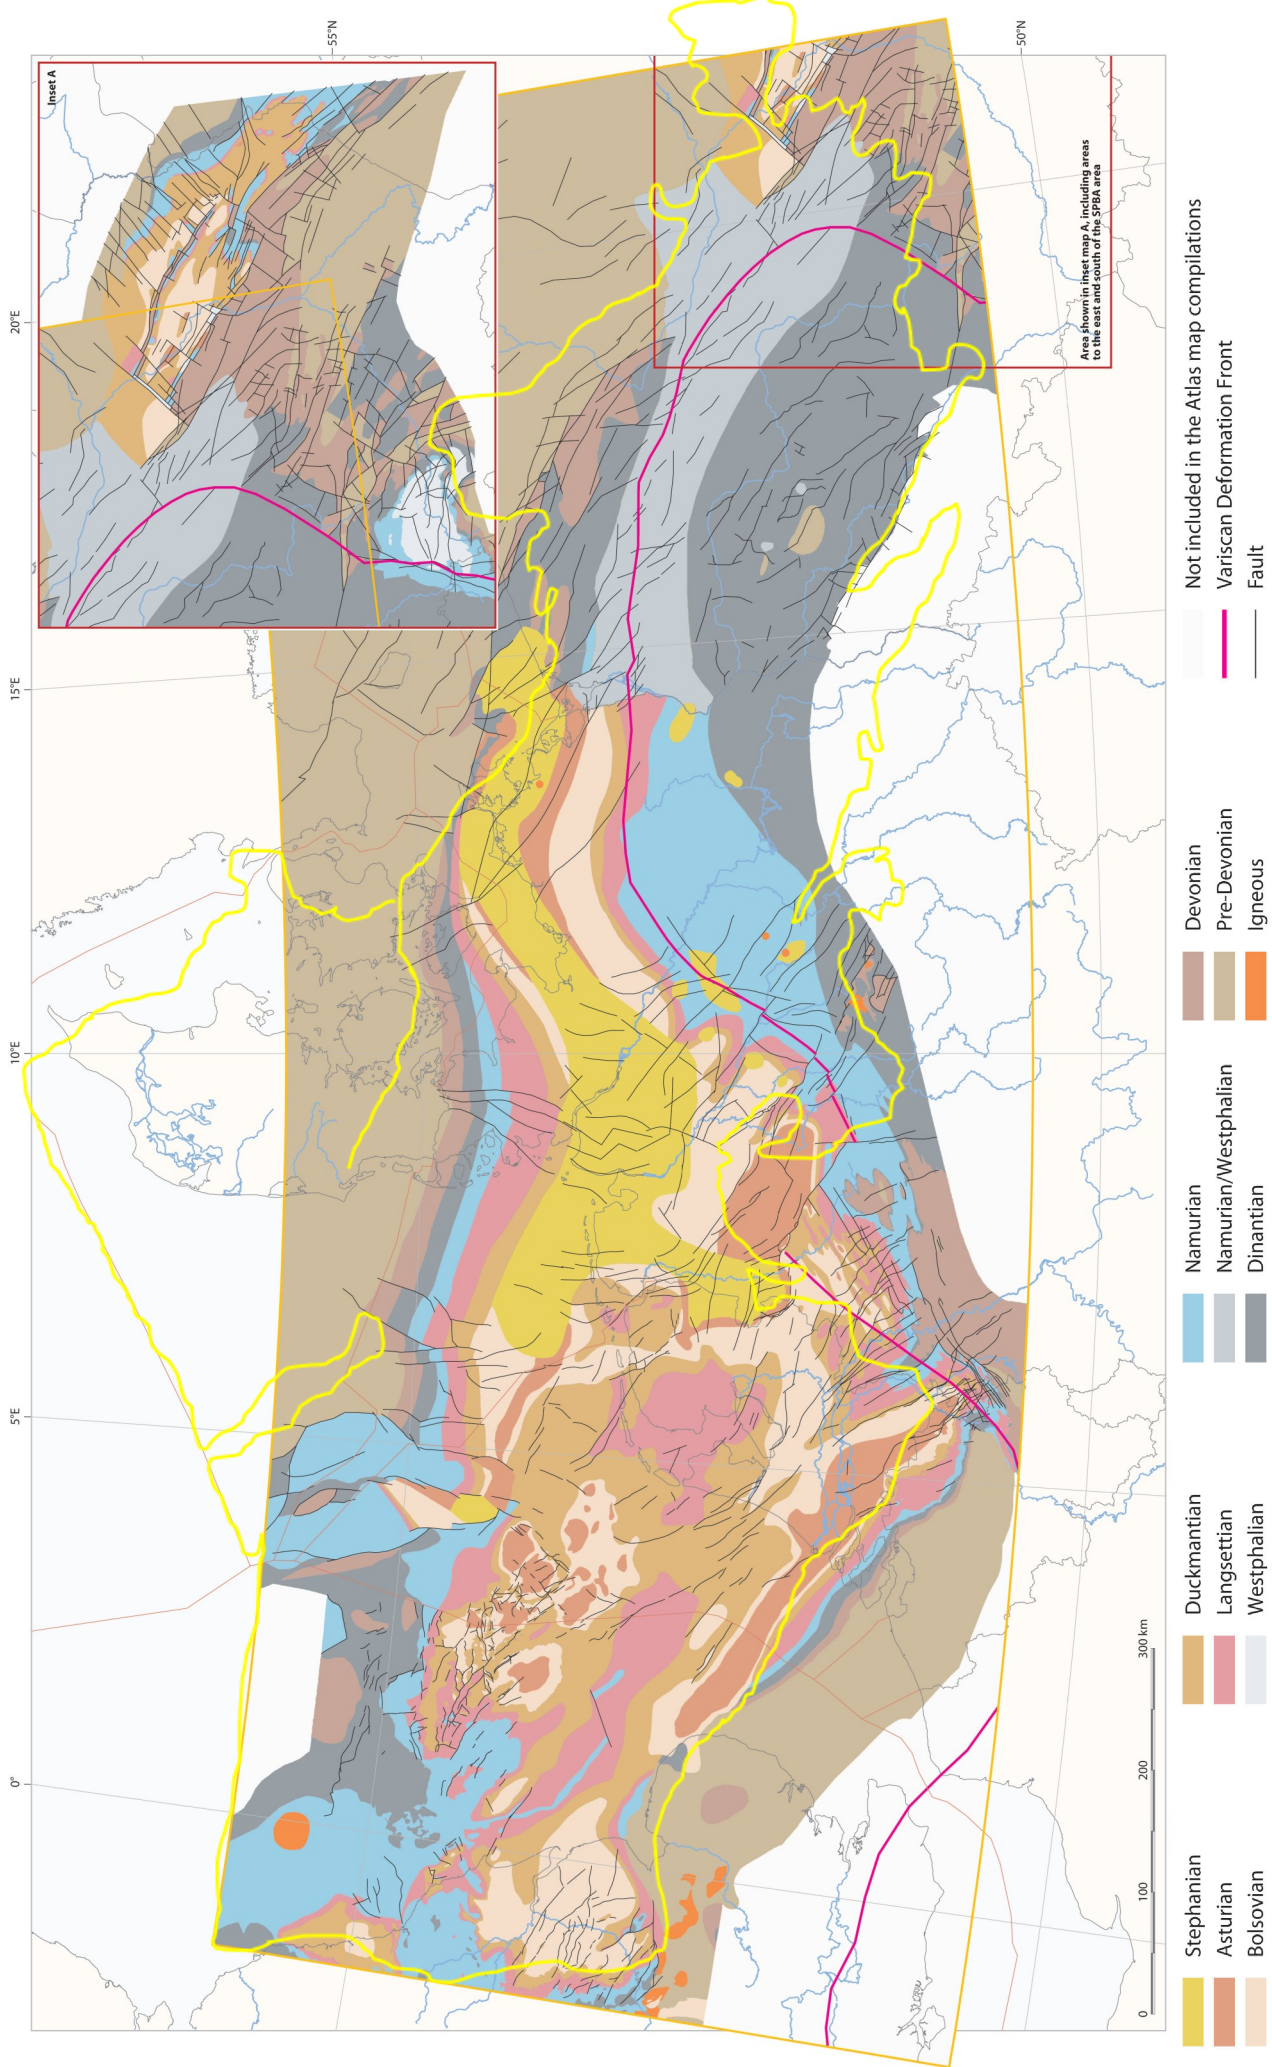 Inset A
55°N
50°N
20°E
15°E
10°E
5°E
0°
Area shown in inset map A, including areas
to the east and south of the SPBA area
0 100 200 300 km
Stephanian
Asturian
Bolsovian
Duckmantian
Langsettian
Westphalian
Namurian
Namurian/Westphalian
Dinantian
Devonian
Pre-Devonian
Igneous
Not included in the Atlas map compilations
Variscan Deformation Front
Fault